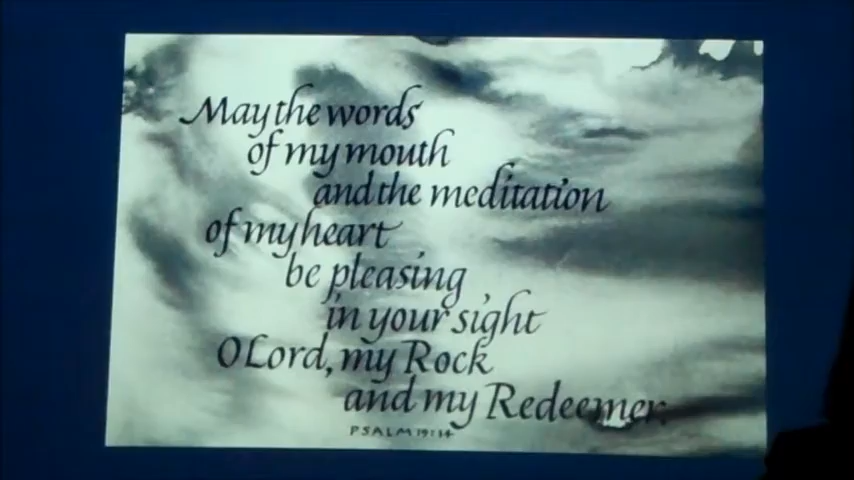 May the words
of my mouth
and the meditation
of my heart
be pleasing
in your sight
O Lord, my Rock
and my Redeemer.
PSALM 19:14